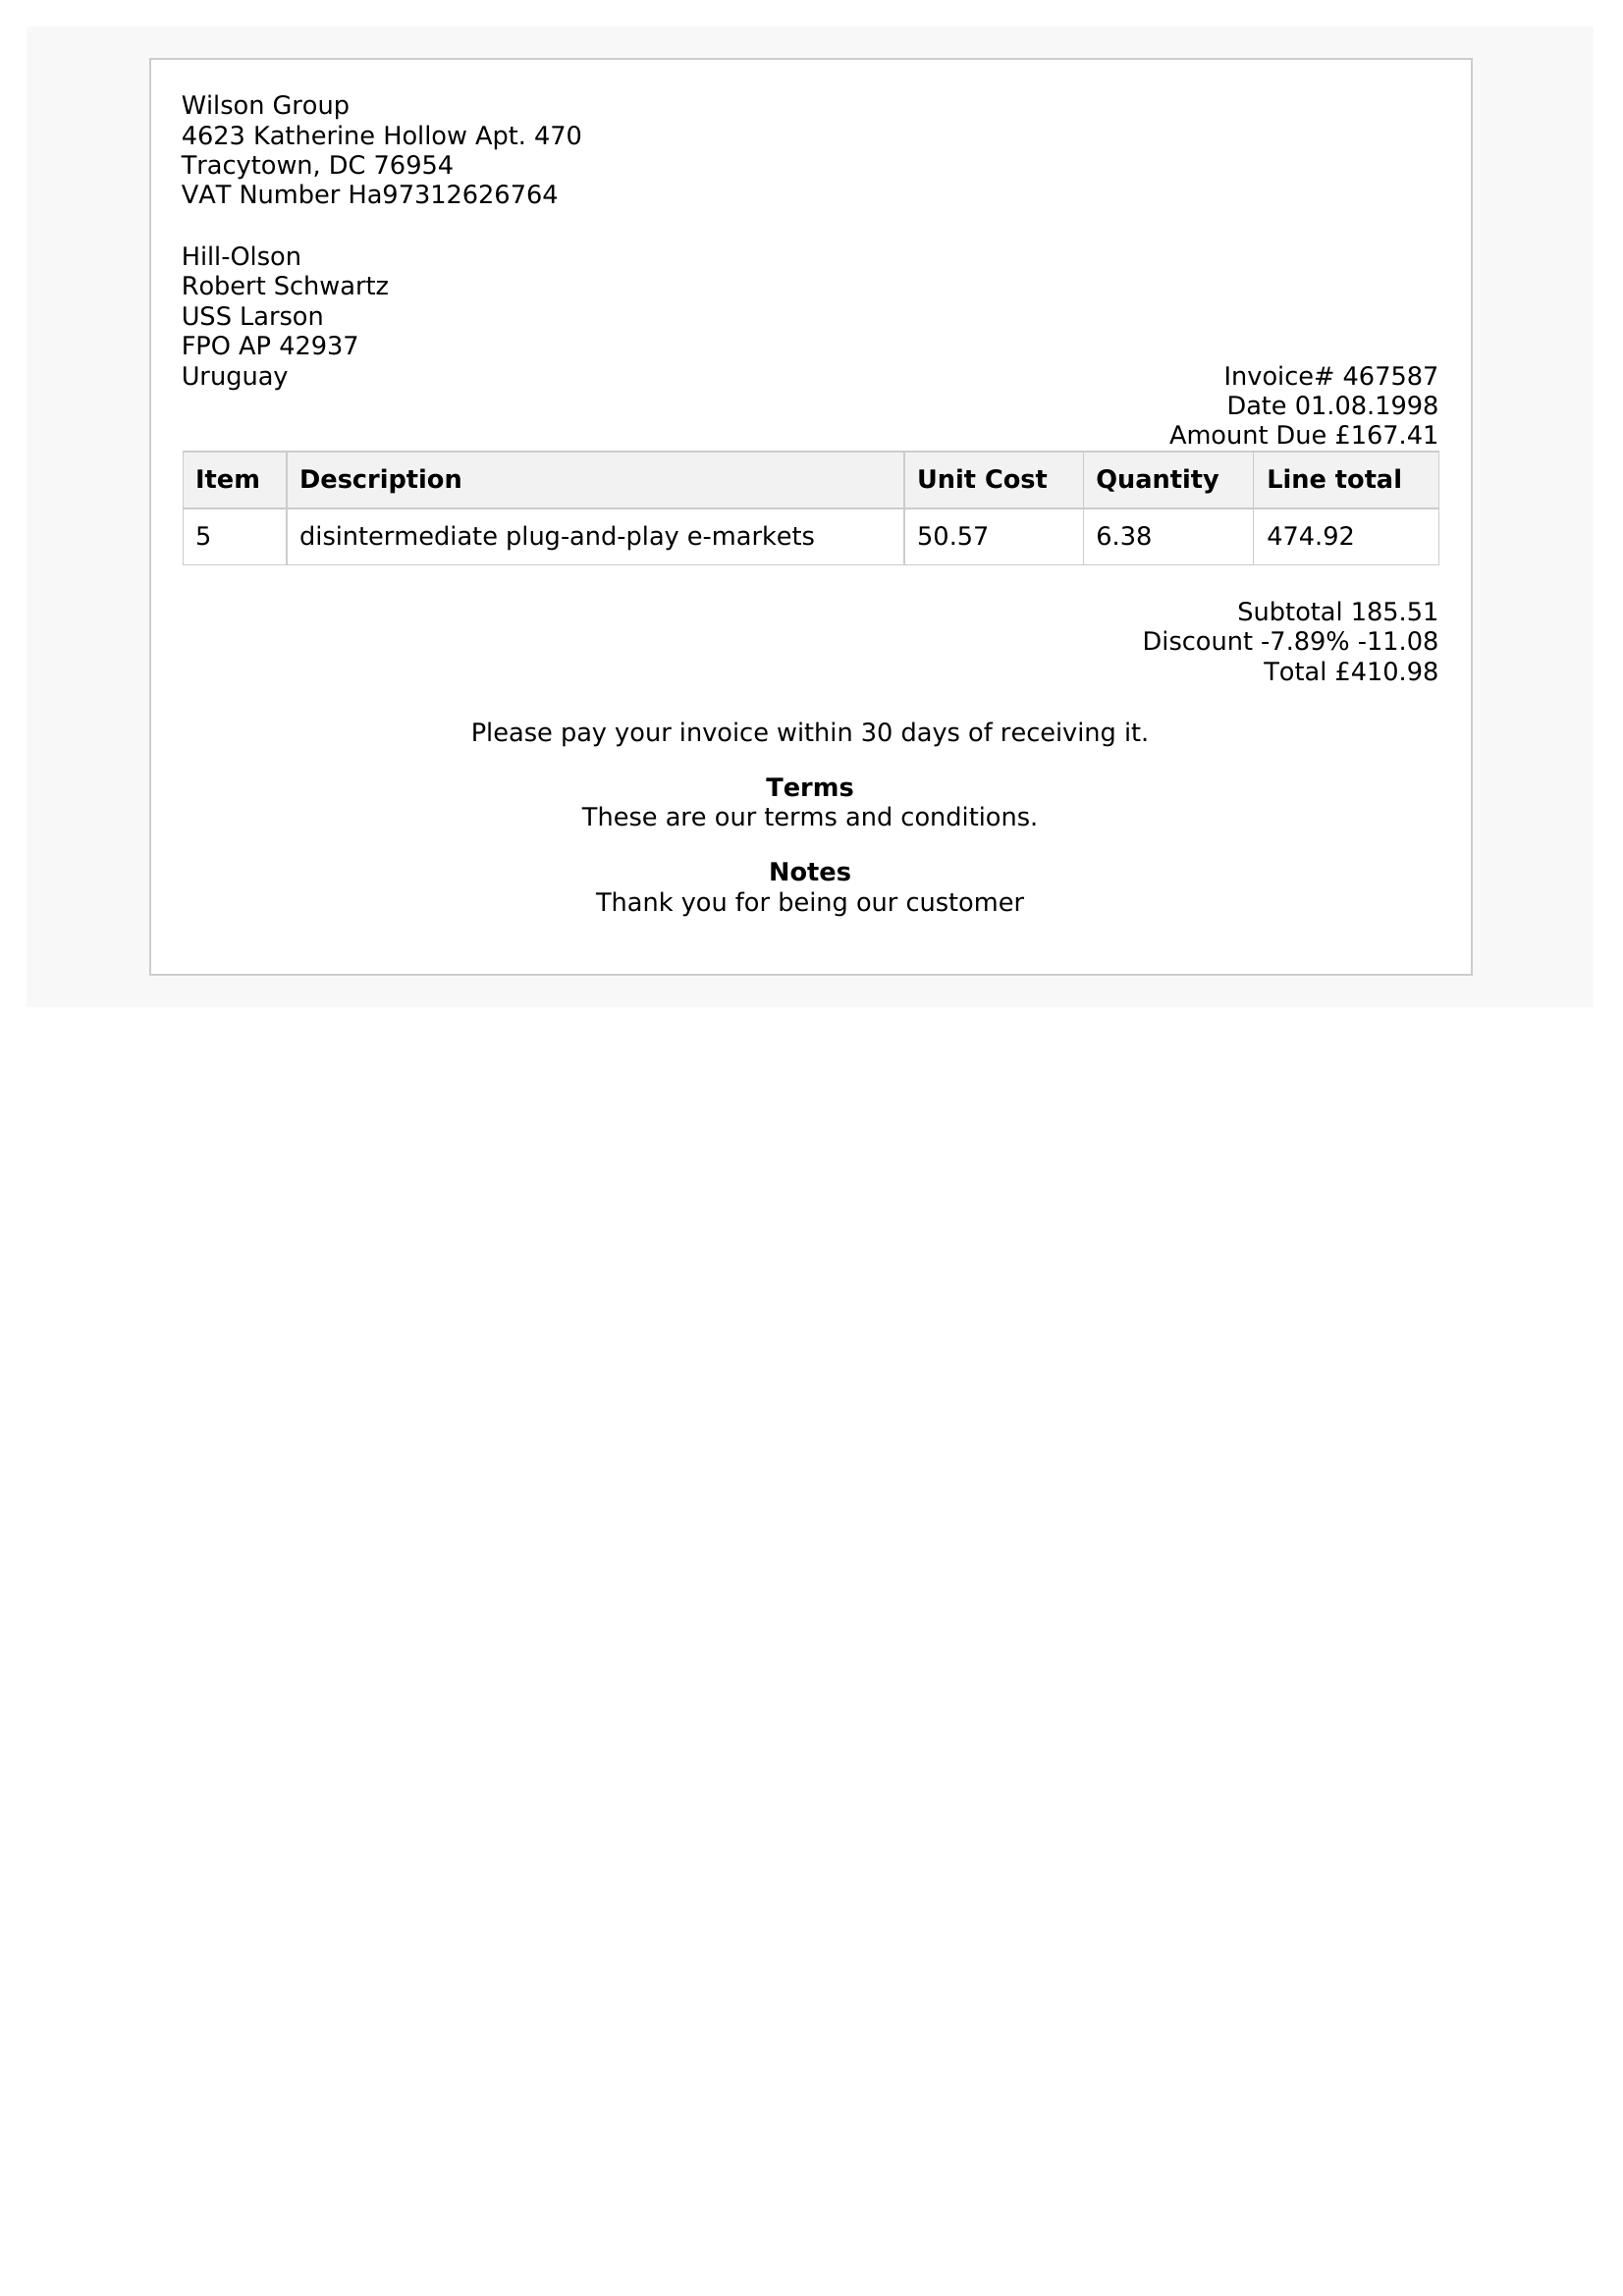 Wilson Group
4623 Katherine Hollow Apt. 470
Tracytown, DC 76954
VAT Number Ha97312626764
Hill-Olson
Robert Schwartz
USS Larson
FPO AP 42937
Uruguay
Invoice# 467587
Date 01.08.1998
Amount Due £167.41
Item Description Unit Cost Quantity Line total
5 disintermediate plug-and-play e-markets 50.57 6.38 474.92
Subtotal 185.51
Discount -7.89% -11.08
Total £410.98
Please pay your invoice within 30 days of receiving it.
Terms
These are our terms and conditions.
Notes
Thank you for being our customer